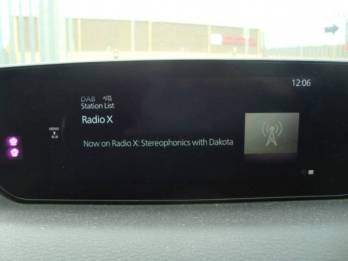 12:06
DAB
Station List
Radio X
Now on Radio X: Stereophonics with Dakota